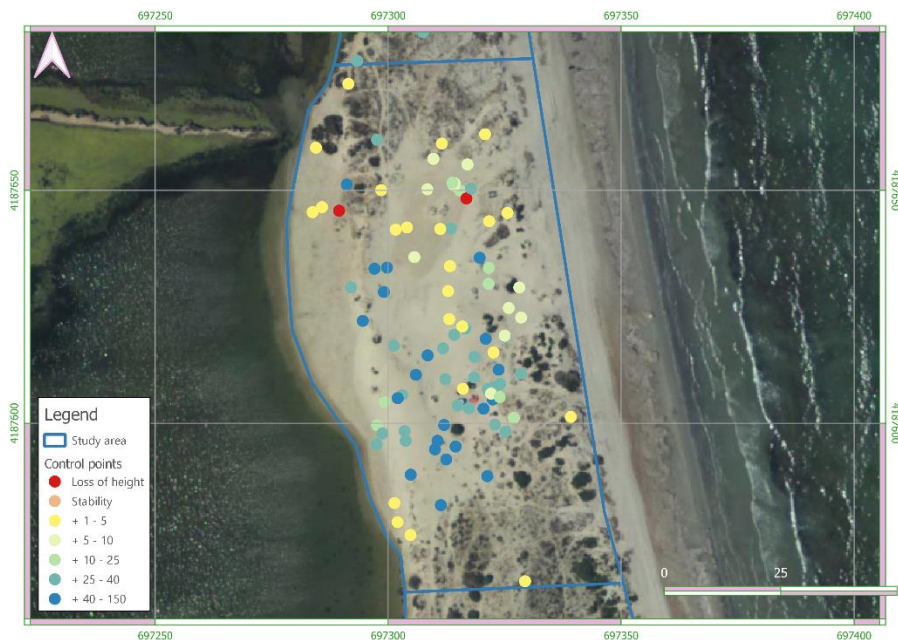 697250 697300 697350 697400
4187650 4187650
4187600 4187600
Legend
Study area
Control points
Loss of height
Stability
+ 1 - 5
+ 5 - 10
+ 10 - 25
+ 25 - 40
+ 40 - 150
0 25
697250 697300 697350 697400